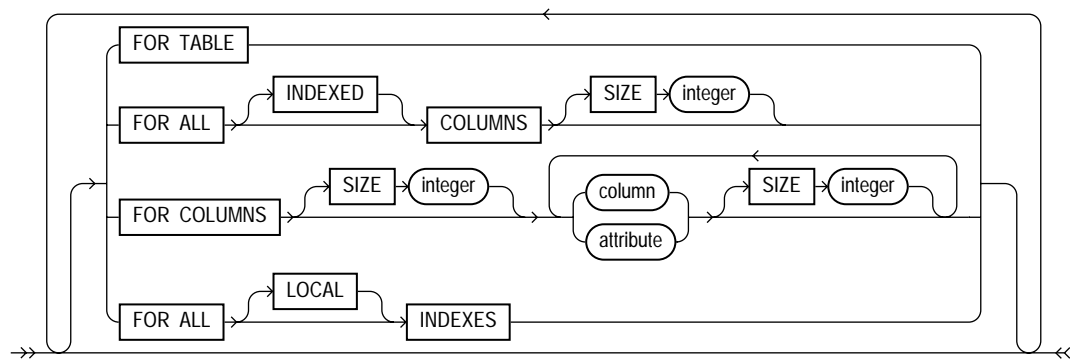 FOR TABLE
FOR ALL INDEXED COLUMNS SIZE integer
FOR COLUMNS SIZE integer column attribute SIZE integer
FOR ALL LOCAL INDEXES